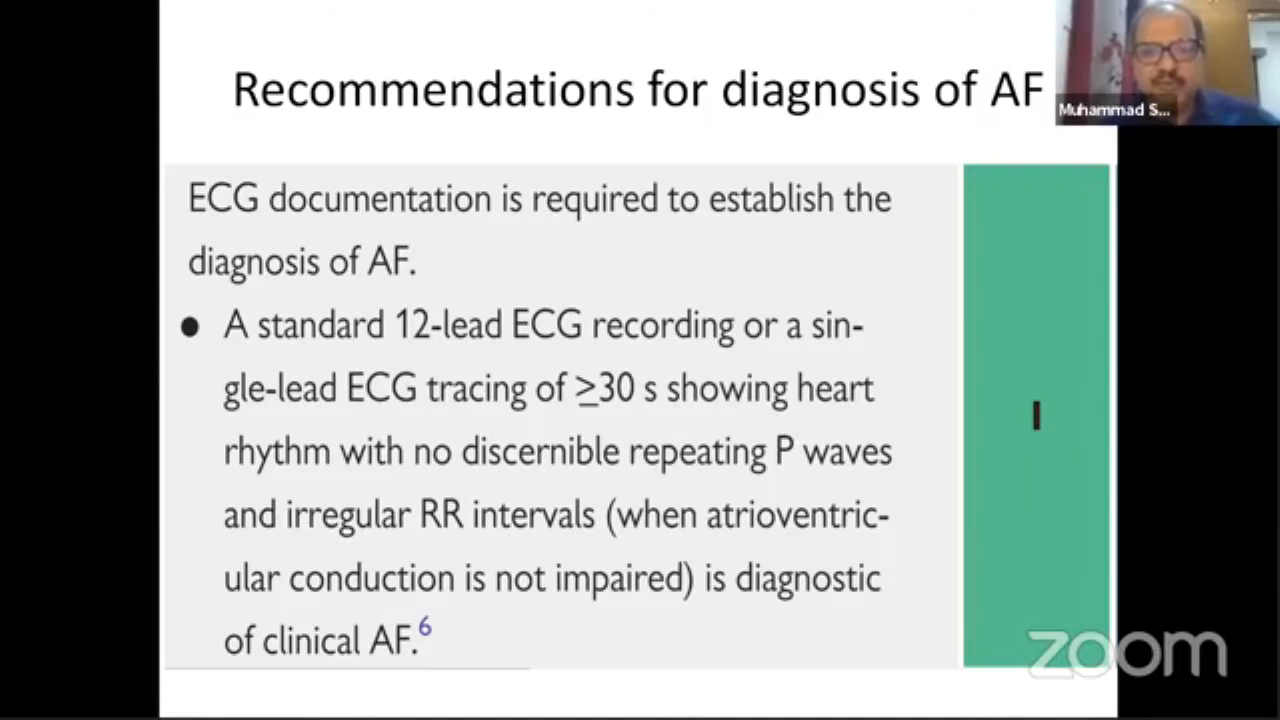 Recommendations for diagnosis of AF
Muhammad S...
ECG documentation is required to establish the
diagnosis of AF.
● A standard 12-lead ECG recording or a sin-
gle-lead ECG tracing of ≥30 s showing heart
rhythm with no discernible repeating P waves
and irregular RR intervals (when atrioventric-
ular conduction is not impaired) is diagnostic
of clinical AF.6
I
zoom